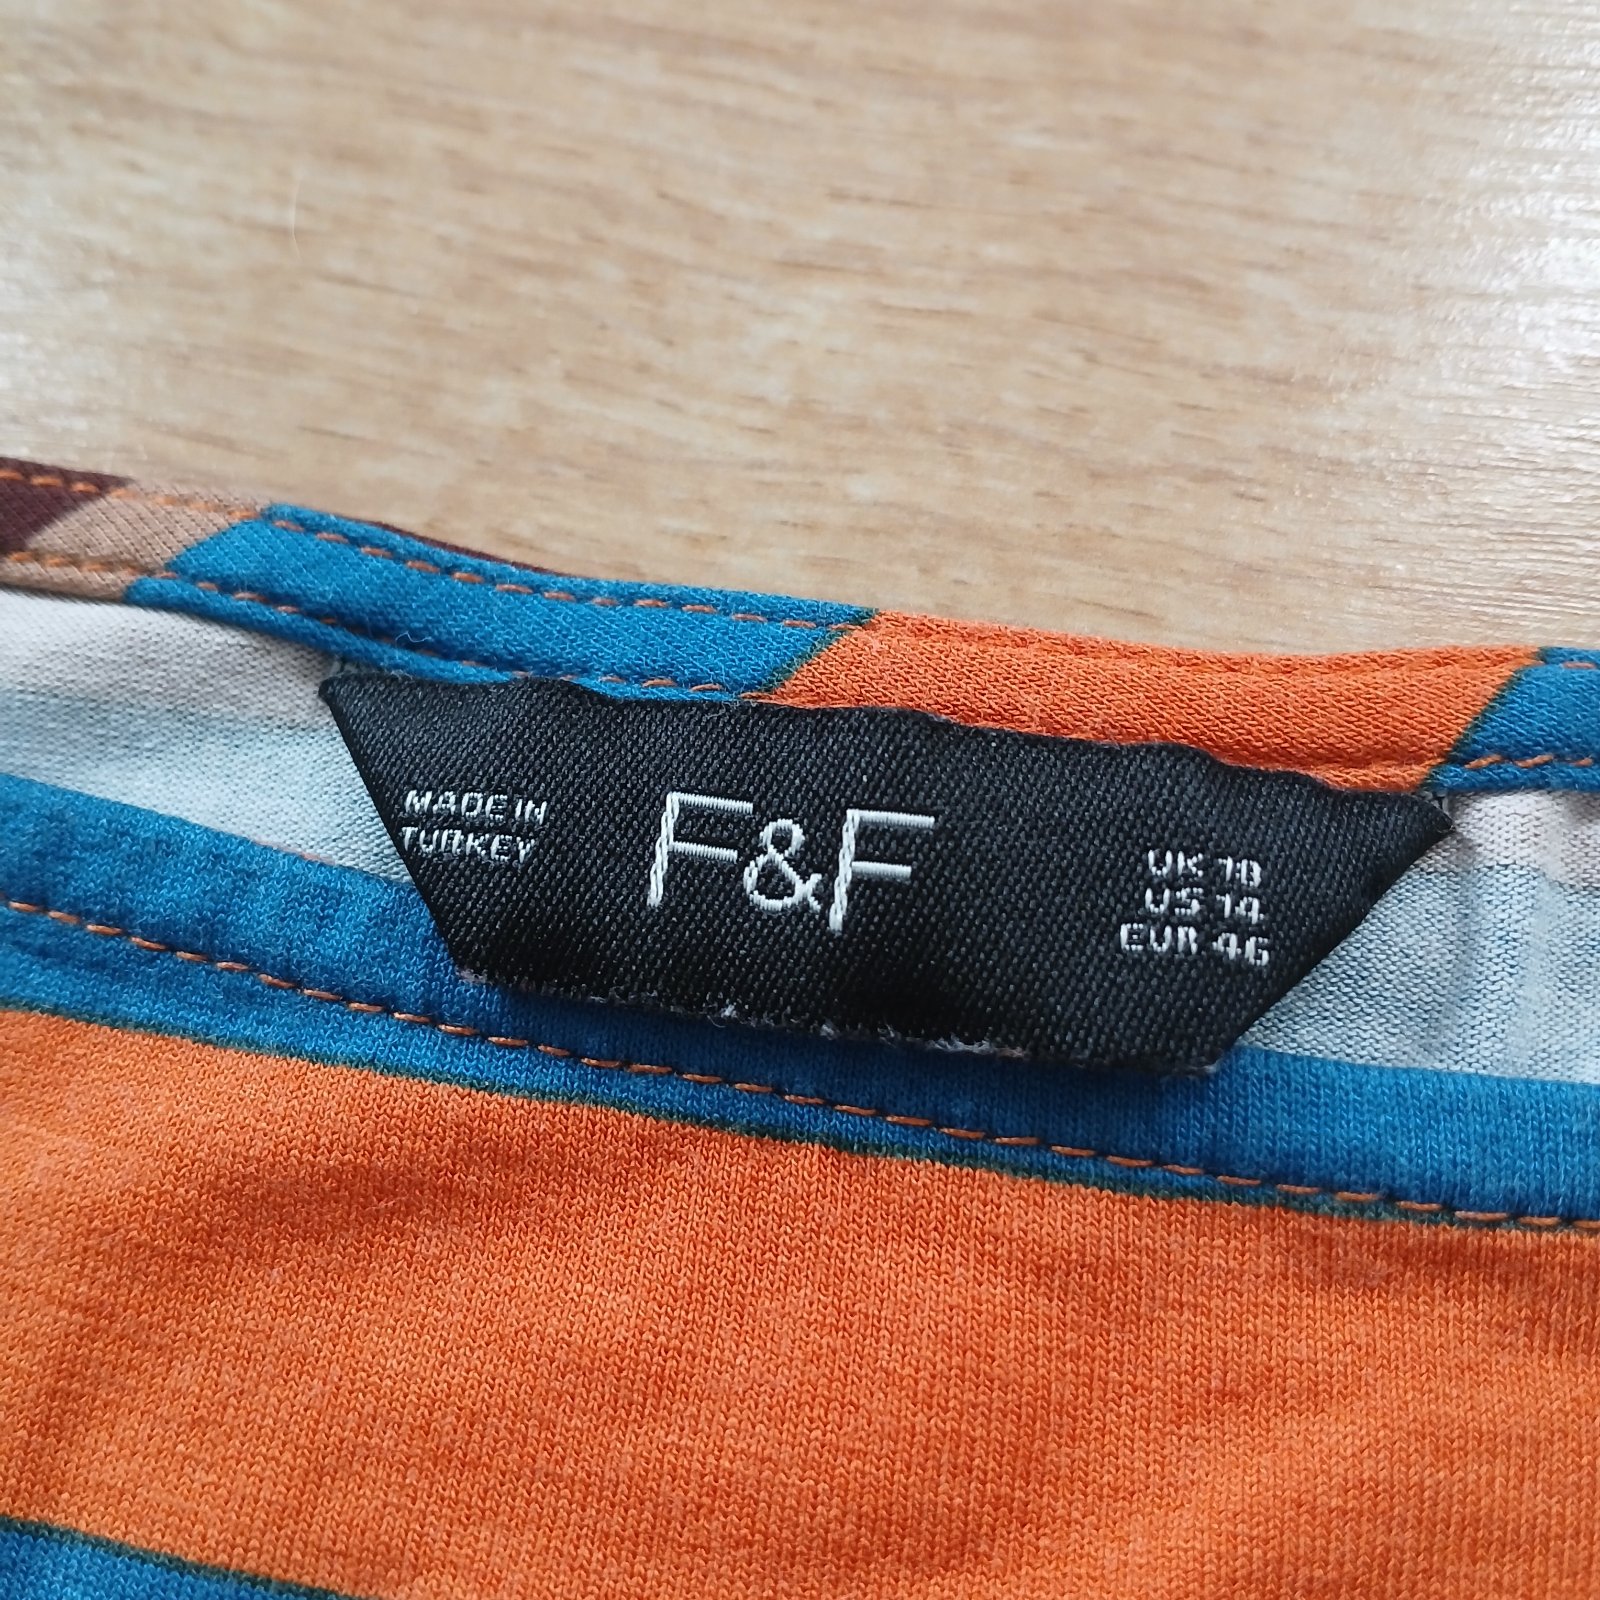 MADE IN
TURKEY
F&F
UK 18
US 14
EUR 46